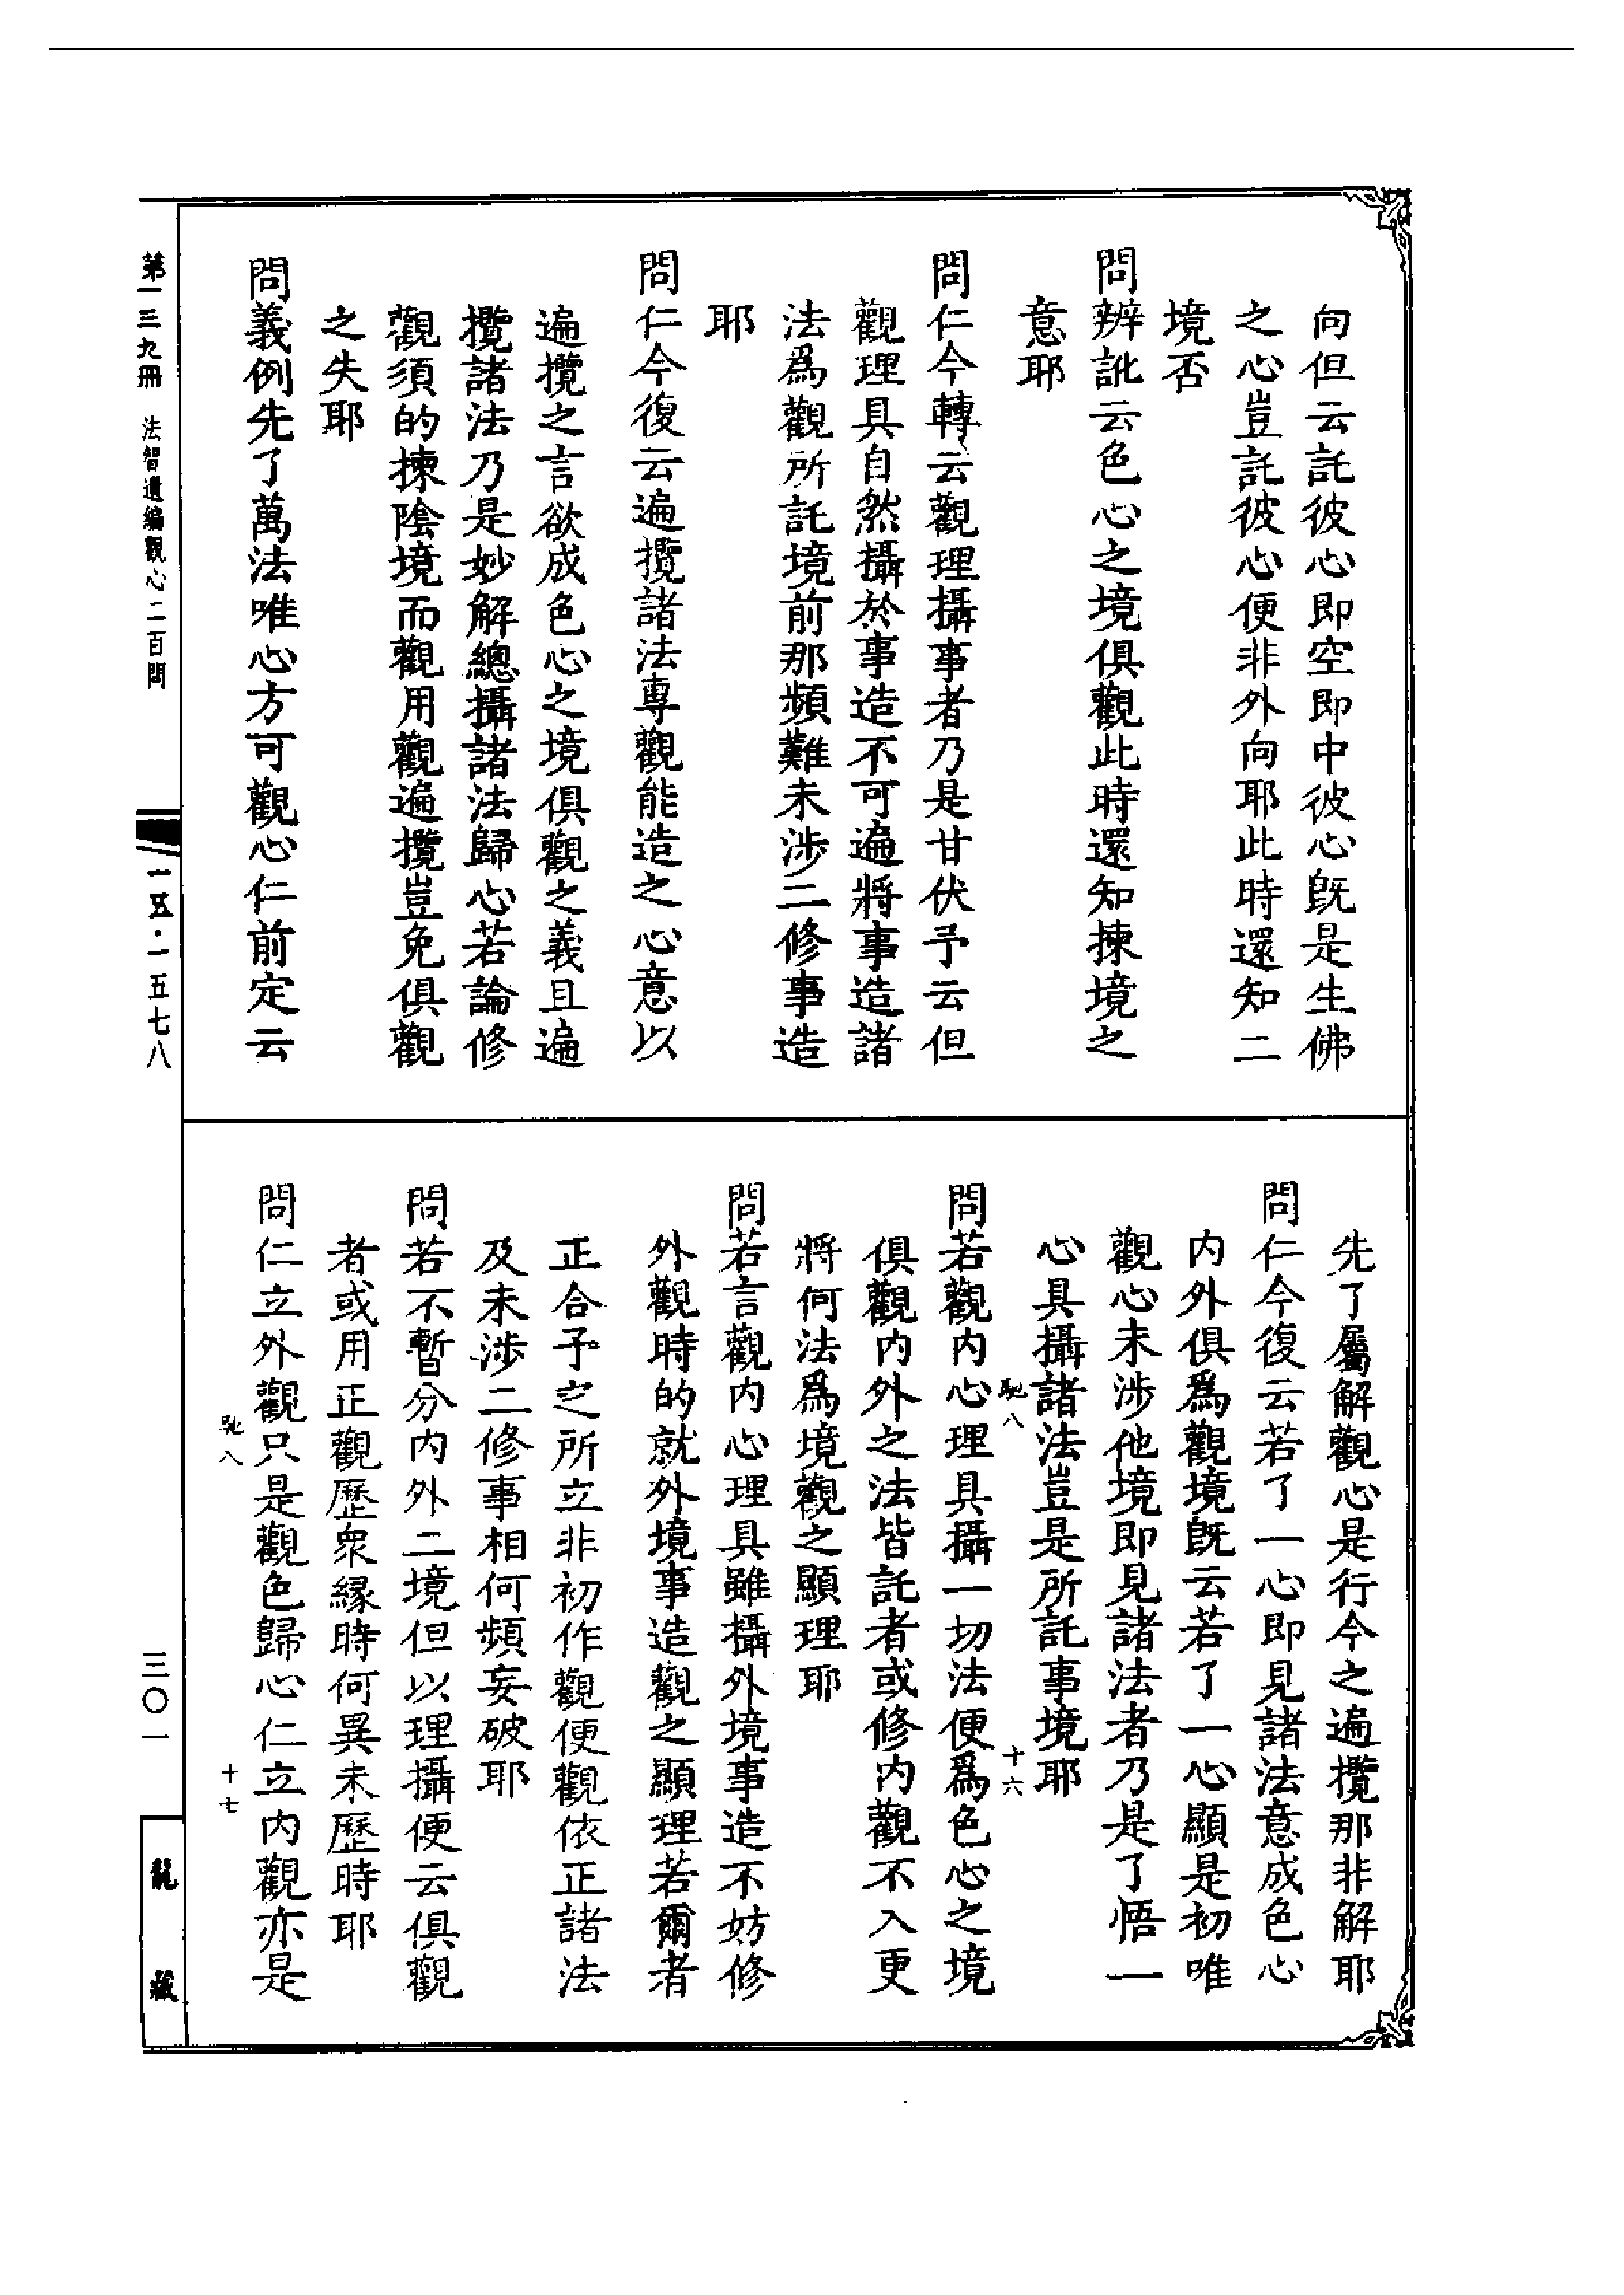 向但云託彼心即空即中彼心既是生佛
之心豈託彼心便非外向耶此時還知二
境否
問辨訛云色心之境俱觀此時還知揀境之
意耶
問仁今轉云觀理攝事者乃是甘伏予云但
觀理具自然攝於事造不可遍將事造諸
法爲觀所託境前那頻難未涉二修事造
耶
問仁今復云遍攬諸法專觀能造之心意以
遍攬之言欲成色心之境俱觀之義且遍
攬諸法乃是妙解總攝諸法歸心若論修
觀須的揀陰境而觀用觀遍攬豈免俱觀
之失耶
問義例先了萬法唯心方可觀心仁前定云
先了屬解觀心是行今之遍攬那非解耶
問仁今復云若了一心即見諸法意成色心
内外俱爲觀境既云若了一心顯是初唯
觀心未涉他境即見諸法者乃是了悟一
心具攝諸法豈是所託事境耶
馳八 十六
問若觀内心理具攝一切法便爲色心之境
俱觀内外之法皆託者或修内觀不入更
將何法爲境觀之顯理耶
問若言觀内心理具雖攝外境事造不妨修
外觀時的就外境事造觀之顯理若爾者
正合予之所立非初作觀便觀依正諸法
及未涉二修事相何頻妄破耶
問若不暫分内外二境但以理攝便云俱觀
者或用正觀歷衆緣時何異未歷時耶
問仁立外觀只是觀色歸心仁立内觀亦是
馳八 十七
第一三九冊 法智遺編觀心二百問
一五·一五七八
三〇一
龍藏